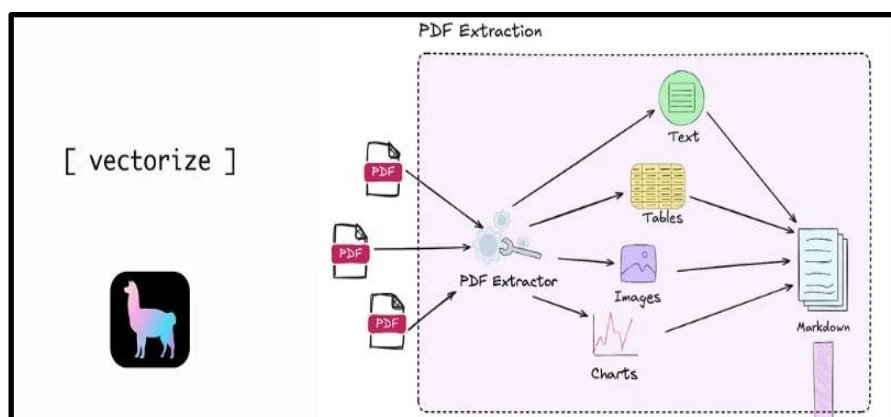 PDF Extraction
[ vectorize ]
PDF
PDF
PDF
PDF Extractor
Text
Tables
Images
Charts
Markdown